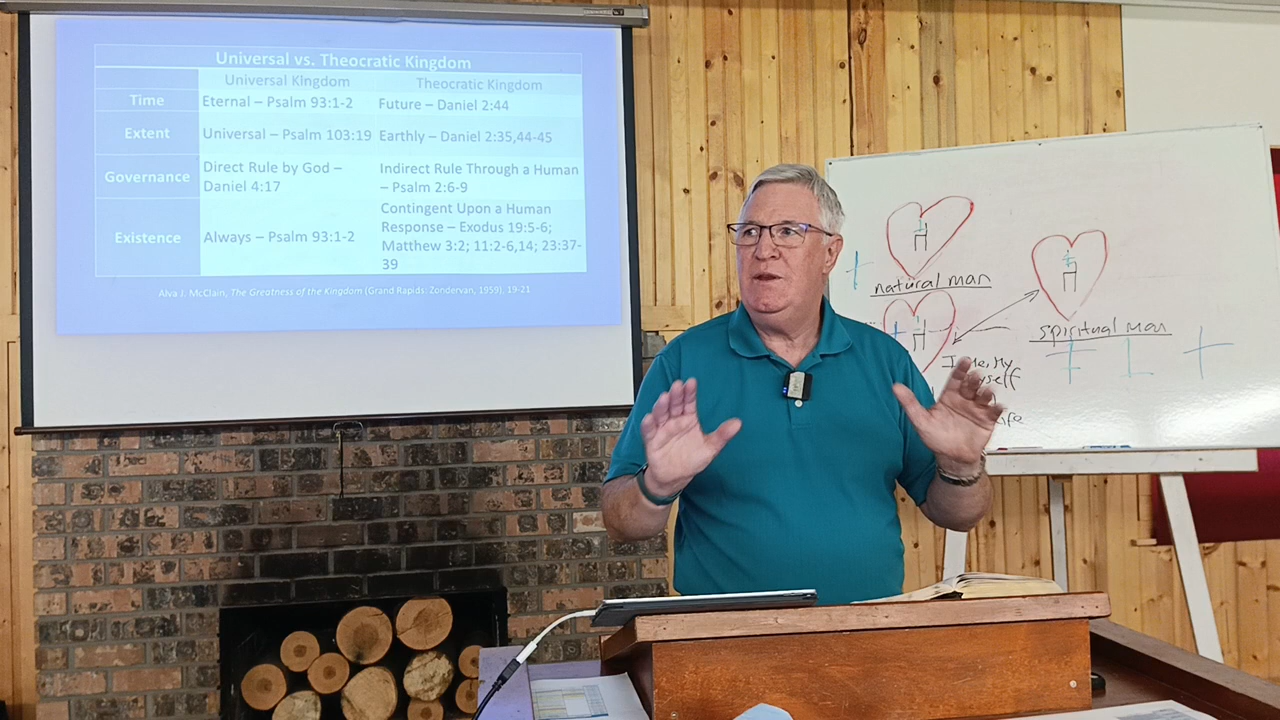 Universal vs. Theocratic Kingdom
Universal Kingdom Theocratic Kingdom
Time Eternal – Psalm 93:1-2 Future – Daniel 2:44
Extent Universal – Psalm 103:19 Earthly – Daniel 2:35,44-45
Governance Direct Rule by God –
Daniel 4:17
Indirect Rule Through a Human
– Psalm 2:6-9
Existence Always – Psalm 93:1-2
Contingent Upon a Human
Response – Exodus 19:5-6;
Matthew 3:2; 11:2-6,14; 23:37-
39
Alva J. McClain, The Greatness of the Kingdom (Grand Rapids: Zondervan, 1959), 19-21
natural man
spiritual man